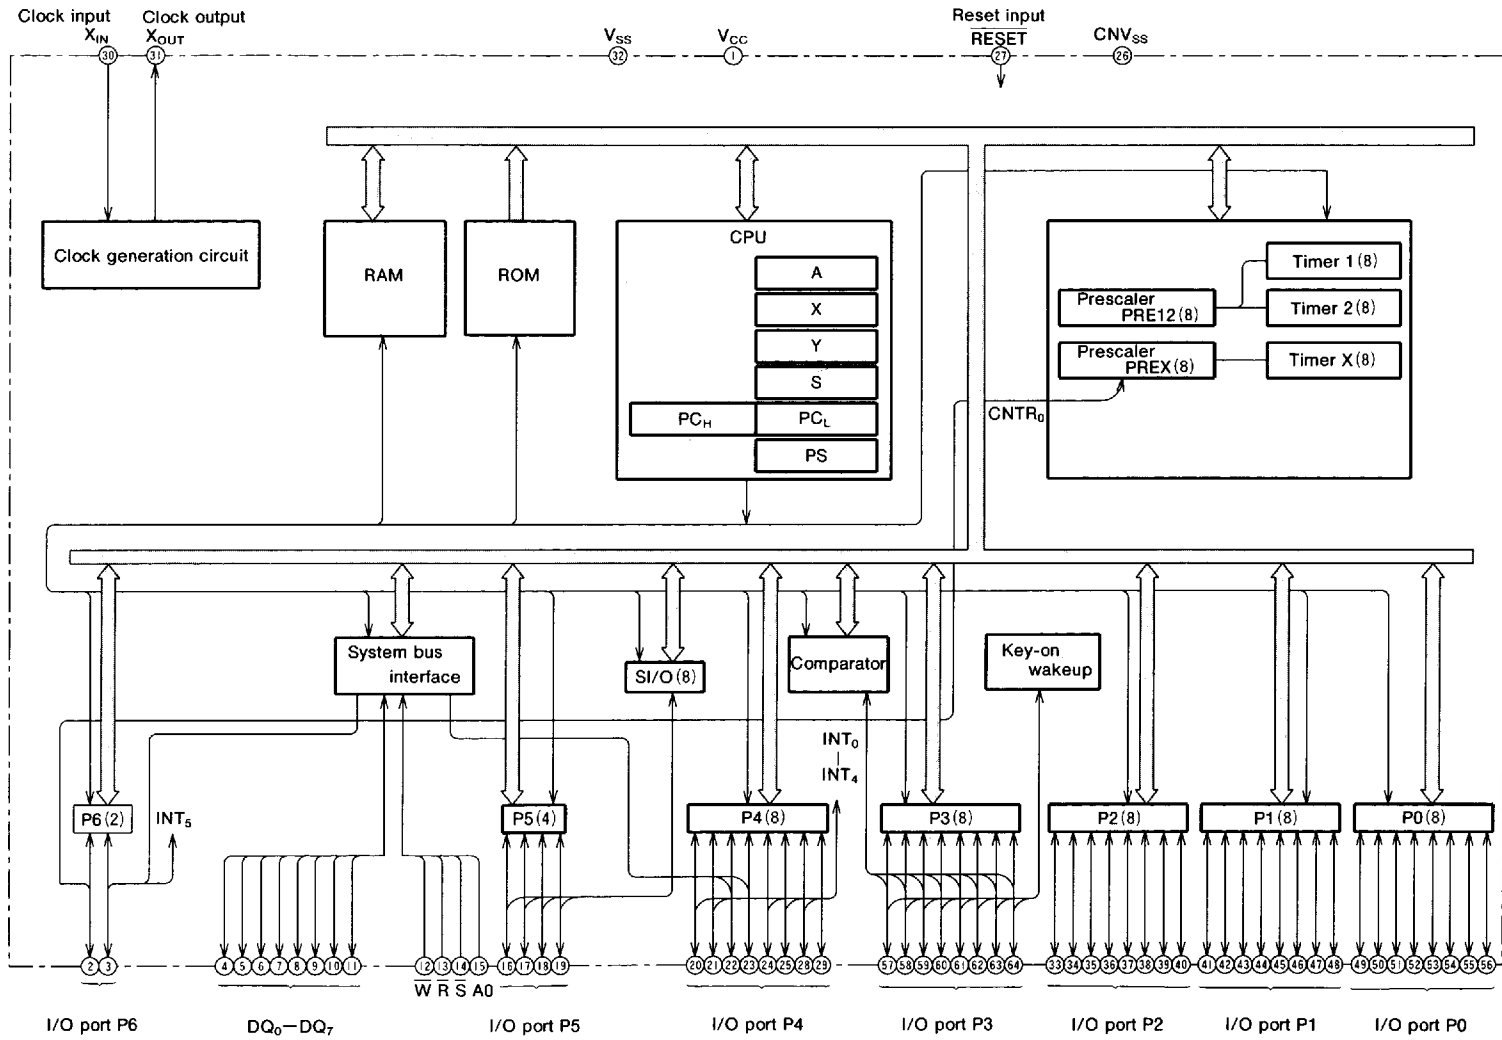 Clock input Clock output Reset input
XIN XOUT VSS VCC RESET CNVSS
30 31 32 1 27 26
Clock generation circuit
RAM
ROM
CPU
A
X
Y
S
PCH PCL
PS
Timer 1(8)
Prescaler
PRE12(8)
Timer 2(8)
Prescaler
PREX(8)
Timer X(8)
CNTR0
System bus
interface
SI/O(8)
Comparator
Key-on
wakeup
INT0
INT4
P6(2)
INT5
P5(4)
P4(8)
P3(8)
P2(8)
P1(8)
P0(8)
2 3 4 5 6 7 8 9 10 11 12 13 14 15 16 17 18 19 20 21 22 23 24 25 28 29 57 58 59 60 61 62 63 64 33 34 35 36 37 38 39 40 41 42 43 44 45 46 47 48 49 50 51 52 53 54 55 56
W R S A0
I/O port P6 DQ0—DQ7 I/O port P5 I/O port P4 I/O port P3 I/O port P2 I/O port P1 I/O port P0